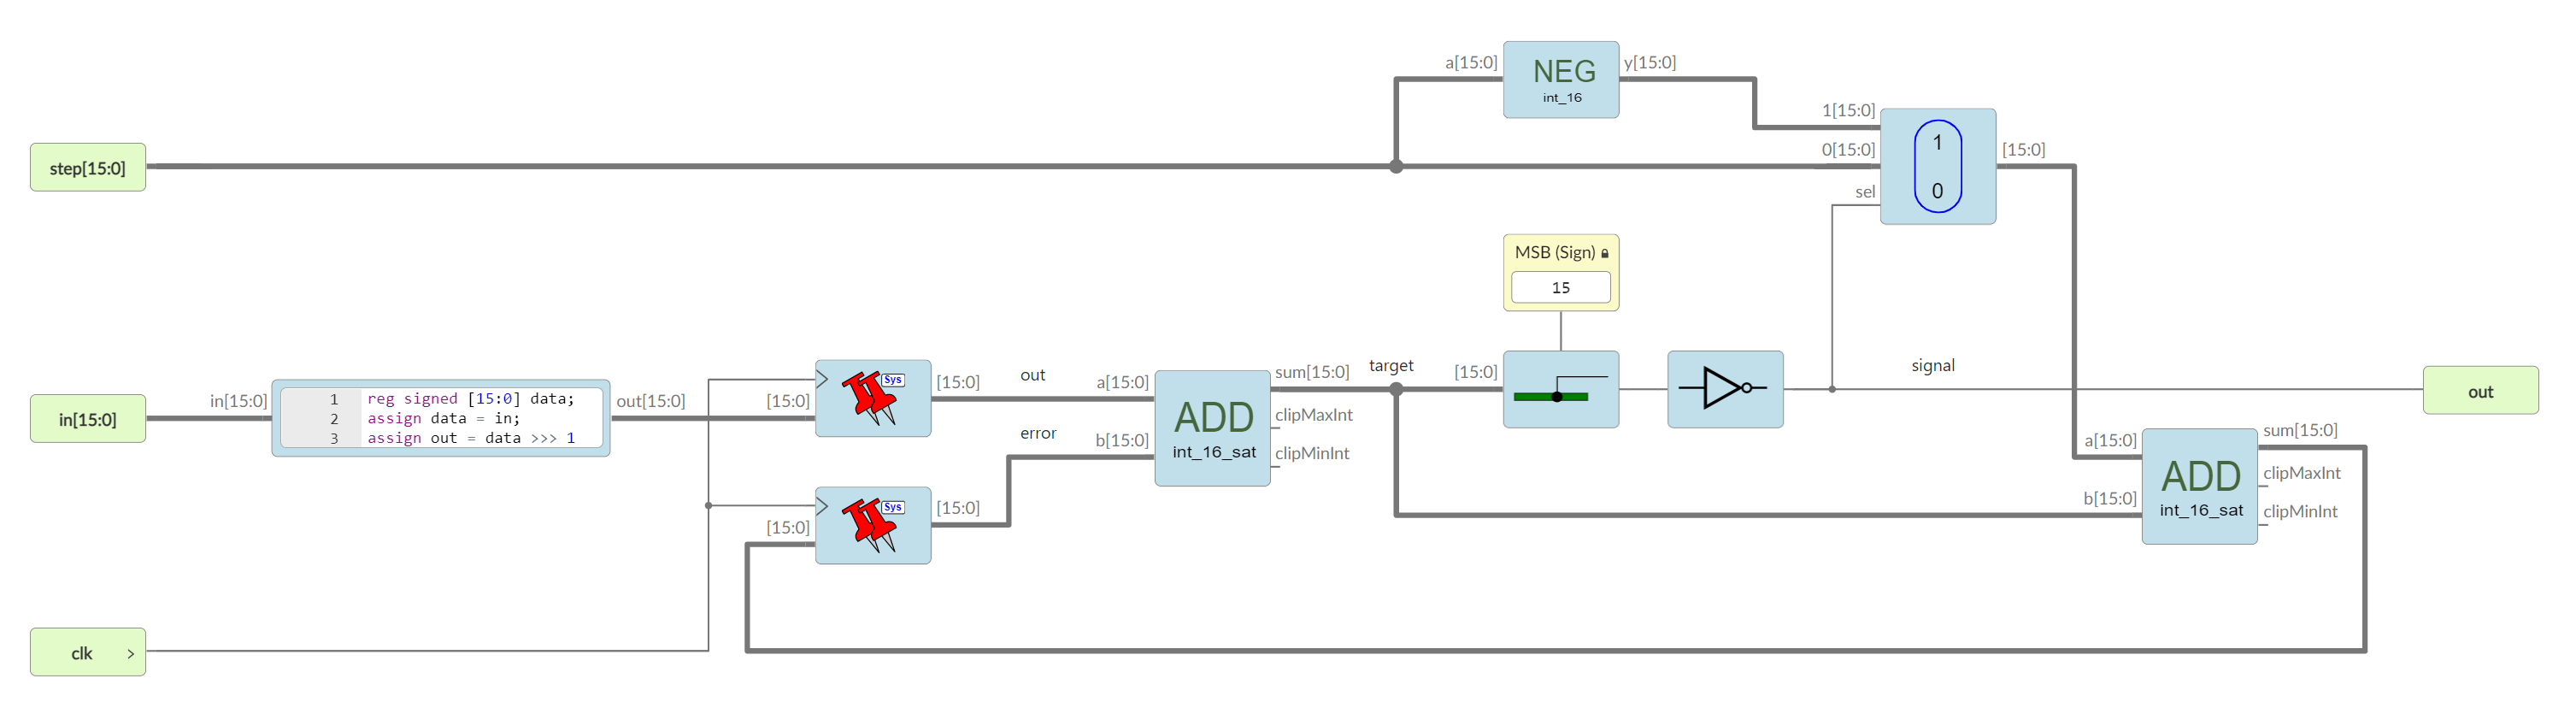 a[15:0]
NEG
int_16
y[15:0]
1[15:0]
0[15:0]
sel
1
0
[15:0]
step[15:0]
MSB (Sign)
15
in[15:0]
in[15:0]
1 reg signed [15:0] data;
2 assign data = in;
3 assign out = data >>> 1
out[15:0]
[15:0]
Sys
[15:0]
out
error
a[15:0]
b[15:0]
ADD
int_16_sat
sum[15:0]
clipMaxInt
clipMinInt
target
[15:0]
signal
out
[15:0]
Sys
[15:0]
a[15:0]
b[15:0]
ADD
int_16_sat
sum[15:0]
clipMaxInt
clipMinInt
clk >